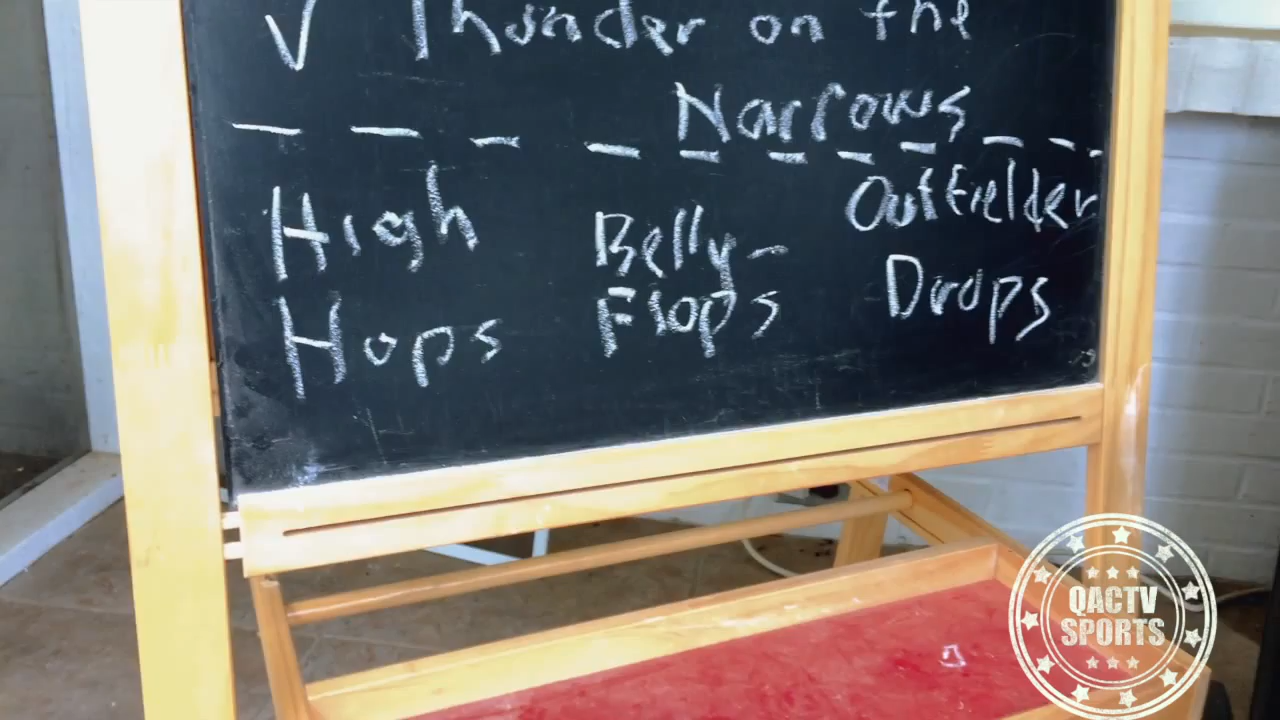 ✓ Thunder on the
Narrows
High
Hops
Belly-
Flops
Outfielder
Drops
QACTV
SPORTS